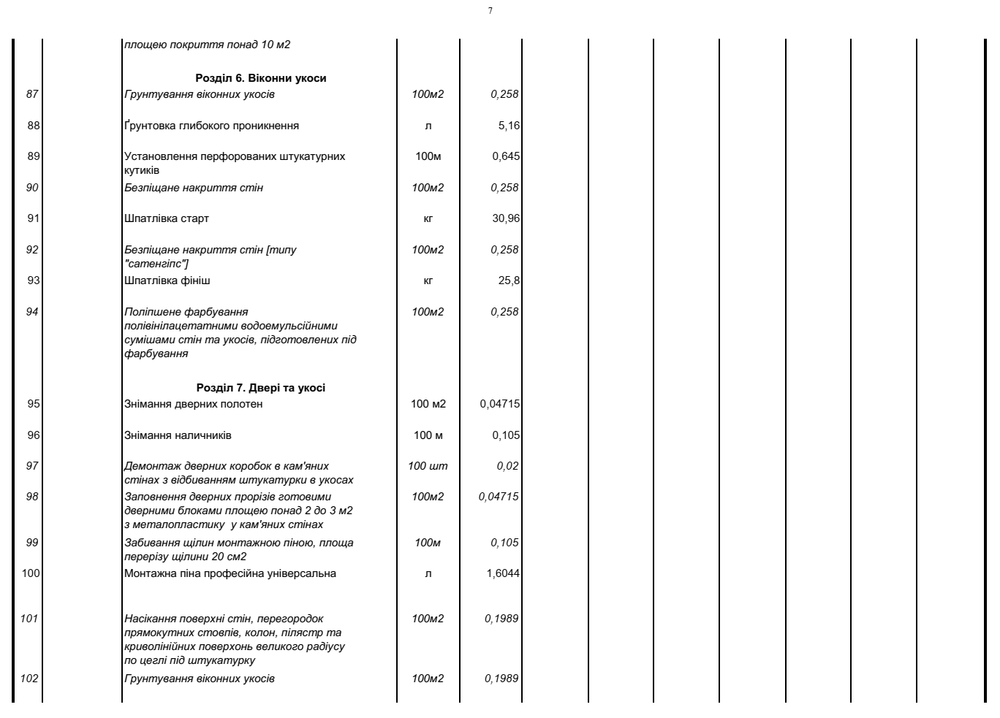 7
площею покриття понад 10 м2
Розділ 6. Віконни укоси
87 Грунтування віконних укосів 100м2 0,258
88 Ґрунтовка глибокого проникнення л 5,16
89 Установлення перфорованих штукатурних 100м 0,645
кутиків
90 Безпіщане накриття стін 100м2 0,258
91 Шпатлівка старт кг 30,96
92 Безпіщане накриття стін [типу 100м2 0,258
"сатенгіпс"]
93 Шпатлівка фініш кг 25,8
94 Поліпшене фарбування 100м2 0,258
полівінілацетатними водоемульсійними
сумішами стін та укосів, підготовлених під
фарбування
Розділ 7. Двері та укосі
95 Знімання дверних полотен 100 м2 0,04715
96 Знімання наличників 100 м 0,105
97 Демонтаж дверних коробок в кам'яних 100 шт 0,02
стінах з відбиванням штукатурки в укосах
98 Заповнення дверних прорізів готовими 100м2 0,04715
дверними блоками площею понад 2 до 3 м2
з металопластику у кам'яних стінах
99 Забивання щілин монтажною піною, площа 100м 0,105
перерізу щілини 20 см2
100 Монтажна піна професійна універсальна л 1,6044
101 Насікання поверхні стін, перегородок 100м2 0,1989
прямокутних стовпів, колон, пілястр та
криволінійних поверхонь великого радіусу
по цеглі під штукатурку
102 Грунтування віконних укосів 100м2 0,1989